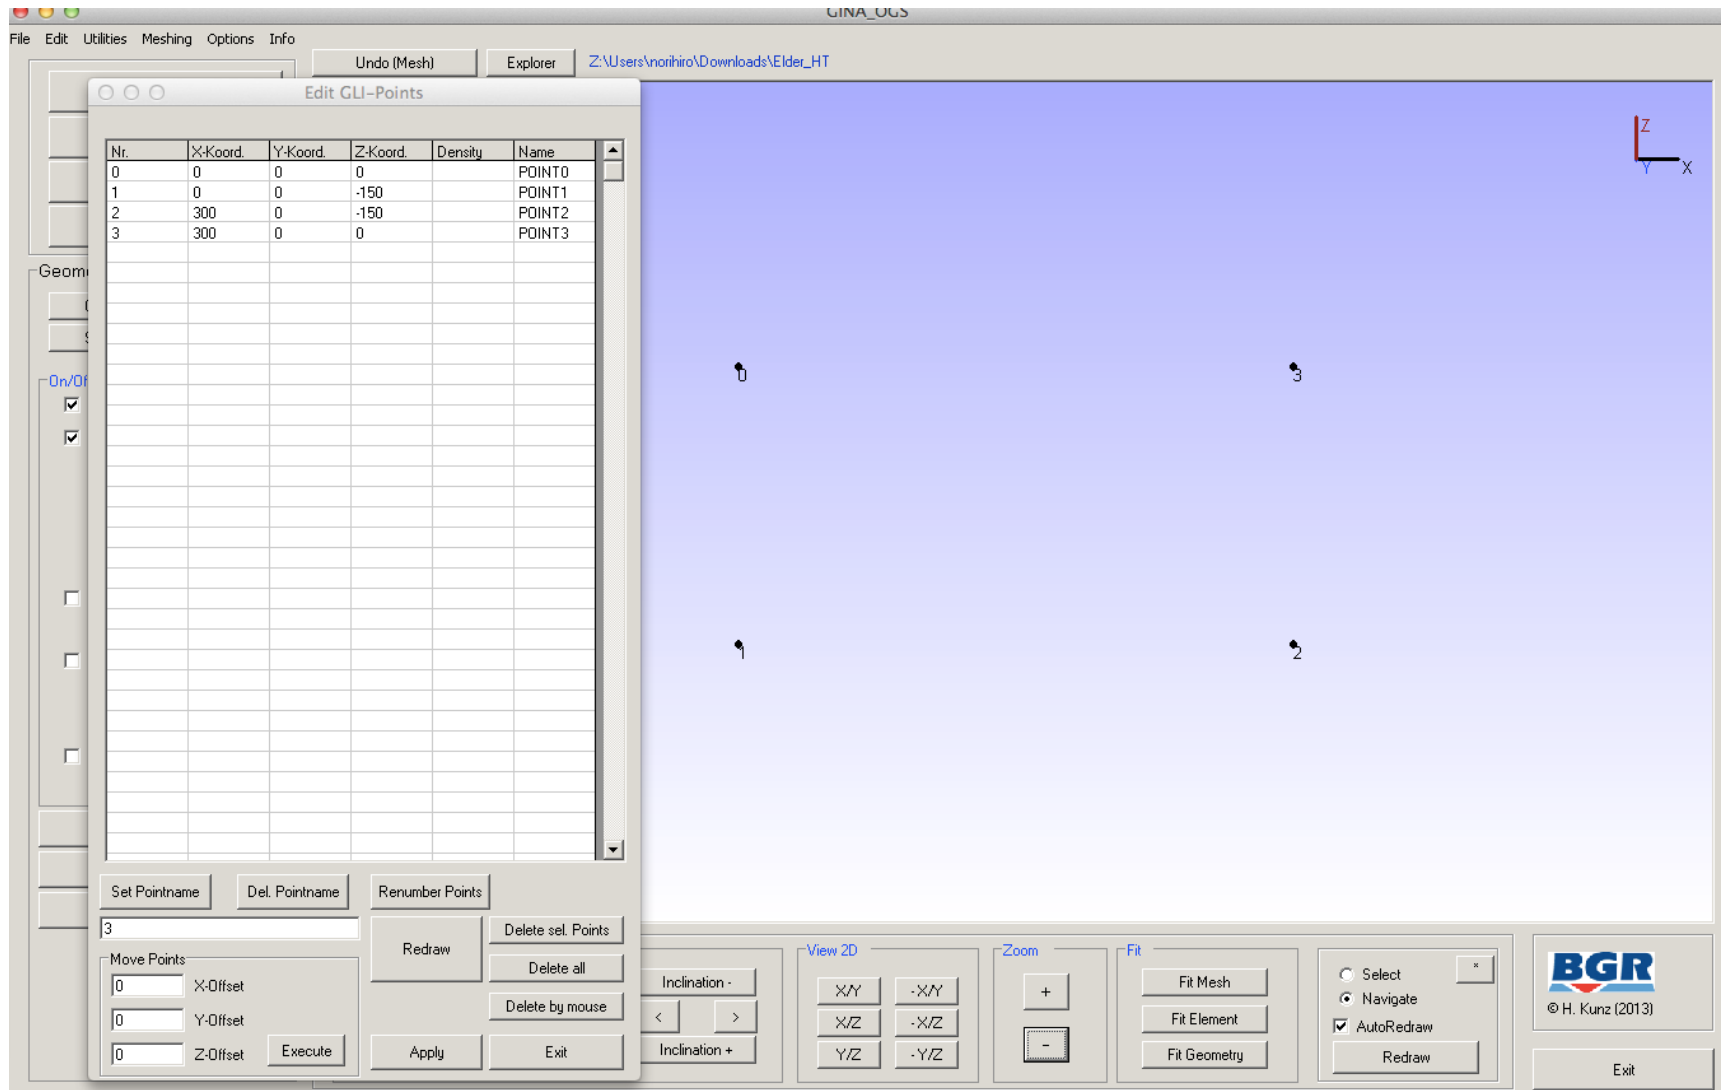 GINA_OGS
File Edit Utilities Meshing Options Info
Undo (Mesh) Explorer Z:\Users\norihiro\Downloads\Elder_HT
Edit GLI-Points
Nr. X-Koord. Y-Koord. Z-Koord. Density Name
0 0 0 0 POINT0
1 0 0 -150 POINT1
2 300 0 -150 POINT2
3 300 0 0 POINT3
Z
Y X
On/Of
0 3
1 2
Set Pointname Del. Pointname Renumber Points
3
Redraw
Delete sel. Points
Delete all
Delete by mouse
Move Points
0 X-Offset
0 Y-Offset
0 Z-Offset
Execute Apply Exit
Inclination -
< >
Inclination +
View 2D
X/Y -X/Y
X/Z -X/Z
Y/Z -Y/Z
Zoom
+
-
Fit
Fit Mesh
Fit Element
Fit Geometry
Select
*
Navigate
AutoRedraw
Redraw
BGR
© H. Kunz (2013)
Exit